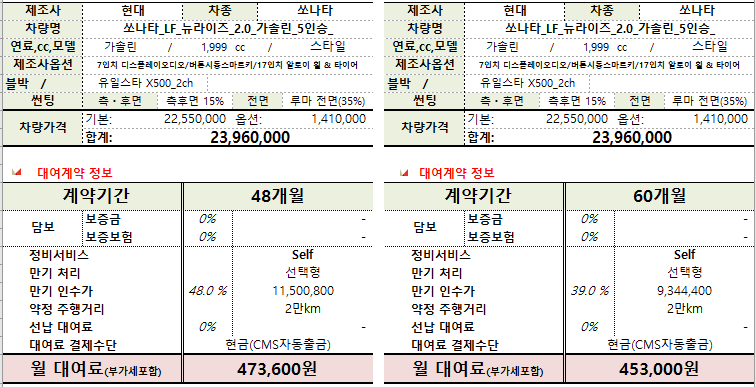 제조사 현대 차종 쏘나타
차량명 쏘나타_LF_뉴라이즈_2.0_가솔린_5인승_
연료,cc,모델 가솔린 / 1,999 cc / 스타일
제조사옵션 7인치 디스플레이오디오/버튼시동스마트키/17인치 알로이 휠 & 타이어
블박 / 유일스타 X500_2ch
썬팅 측·후면 측후면 15% 전면 루마 전면(35%)
차량가격 기본: 22,550,000 옵션: 1,410,000
합계: 23,960,000
대여계약 정보
계약기간 48개월
담보 보증금 0% -
보증보험 0% -
정비서비스 Self
만기 처리 선택형
만기 인수가 48.0 % 11,500,800
약정 주행거리 2만km
선납 대여료 0% -
대여료 결제수단 현금(CMS자동출금)
월 대여료(부가세포함) 473,600원
제조사 현대 차종 쏘나타
차량명 쏘나타_LF_뉴라이즈_2.0_가솔린_5인승_
연료,cc,모델 가솔린 / 1,999 cc / 스타일
제조사옵션 7인치 디스플레이오디오/버튼시동스마트키/17인치 알로이 휠 & 타이어
블박 / 유일스타 X500_2ch
썬팅 측·후면 측후면 15% 전면 루마 전면(35%)
차량가격 기본: 22,550,000 옵션: 1,410,000
합계: 23,960,000
대여계약 정보
계약기간 60개월
담보 보증금 0% -
보증보험 0% -
정비서비스 Self
만기 처리 선택형
만기 인수가 39.0 % 9,344,400
약정 주행거리 2만km
선납 대여료 0% -
대여료 결제수단 현금(CMS자동출금)
월 대여료(부가세포함) 453,000원